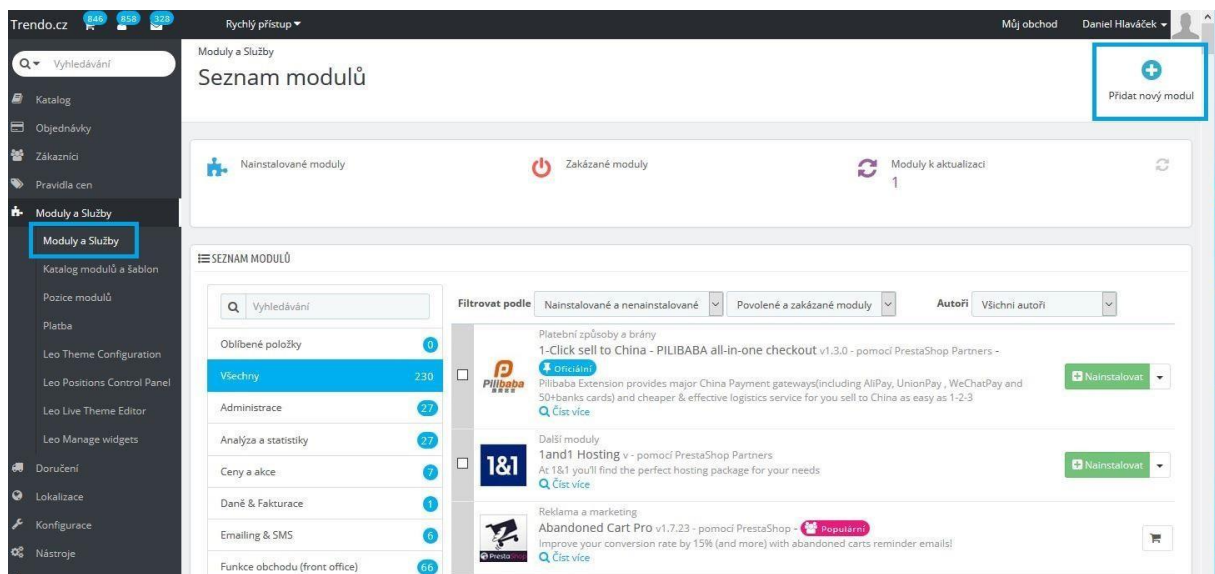 Trendo.cz 846 858 328 Rychlý přístup Můj obchod Daniel Hlaváček
Vyhledávání
Katalog
Objednávky
Zákazníci
Pravidla cen
Moduly a Služby
Moduly a Služby
Katalog modulů a šablon
Pozice modulů
Platba
Leo Theme Configuration
Leo Positions Control Panel
Leo Live Theme Editor
Leo Manage widgets
Doručení
Lokalizace
Konfigurace
Nástroje
Moduly a Služby
Seznam modulů
Přidat nový modul
Nainstalované moduly
Zakázané moduly
Moduly k aktualizaci
1
SEZNAM MODULŮ
Vyhledávání
Oblíbené položky 0
Všechny 230
Administrace 27
Analýza a statistiky 27
Ceny a akce 7
Daně & Fakturace 1
Emailing & SMS 6
Funkce obchodu (front office) 66
Filtrovat podle Nainstalované a nenainstalované Povolené a zakázané moduly Autoři Všichni autoři
Pilibaba
Platební způsoby a brány
1-Click sell to China - PILIBABA all-in-one checkout v1.3.0 - pomocí PrestaShop Partners -
Oficiální
Pilibaba Extension provides major China Payment gateways(including AliPay, UnionPay , WeChatPay and
50+banks cards) and cheaper & effective logistics service for you sell to China as easy as 1-2-3
Číst více
Nainstalovat
1&1
Další moduly
1and1 Hosting v - pomocí PrestaShop Partners
At 1&1 you'll find the perfect hosting package for your needs
Číst více
Nainstalovat
PrestaShop
Reklama a marketing
Abandoned Cart Pro v1.7.23 - pomocí PrestaShop - Populární
Improve your conversion rate by 15% (and more) with abandoned carts reminder emails!
Číst více